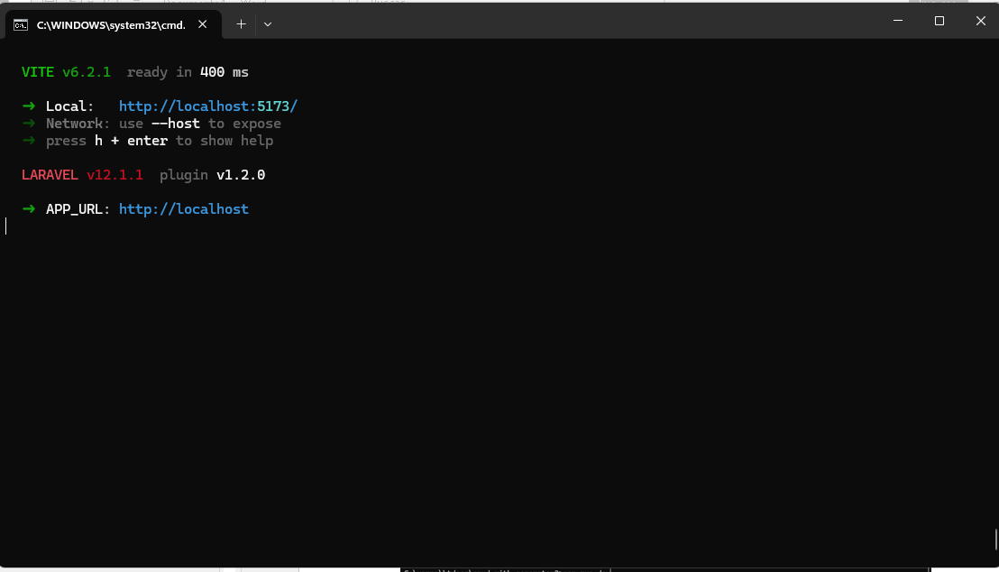 C:\WINDOWS\system32\cmd.
VITE v6.2.1 ready in 400 ms
➜ Local: http://localhost:5173/
➜ Network: use --host to expose
➜ press h + enter to show help
LARAVEL v12.1.1 plugin v1.2.0
➜ APP_URL: http://localhost